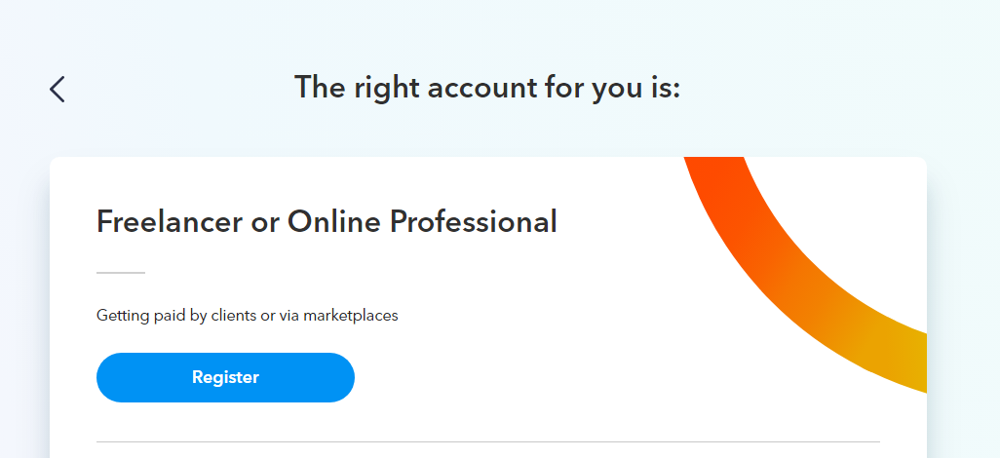 The right account for you is:
Freelancer or Online Professional
Getting paid by clients or via marketplaces
Register